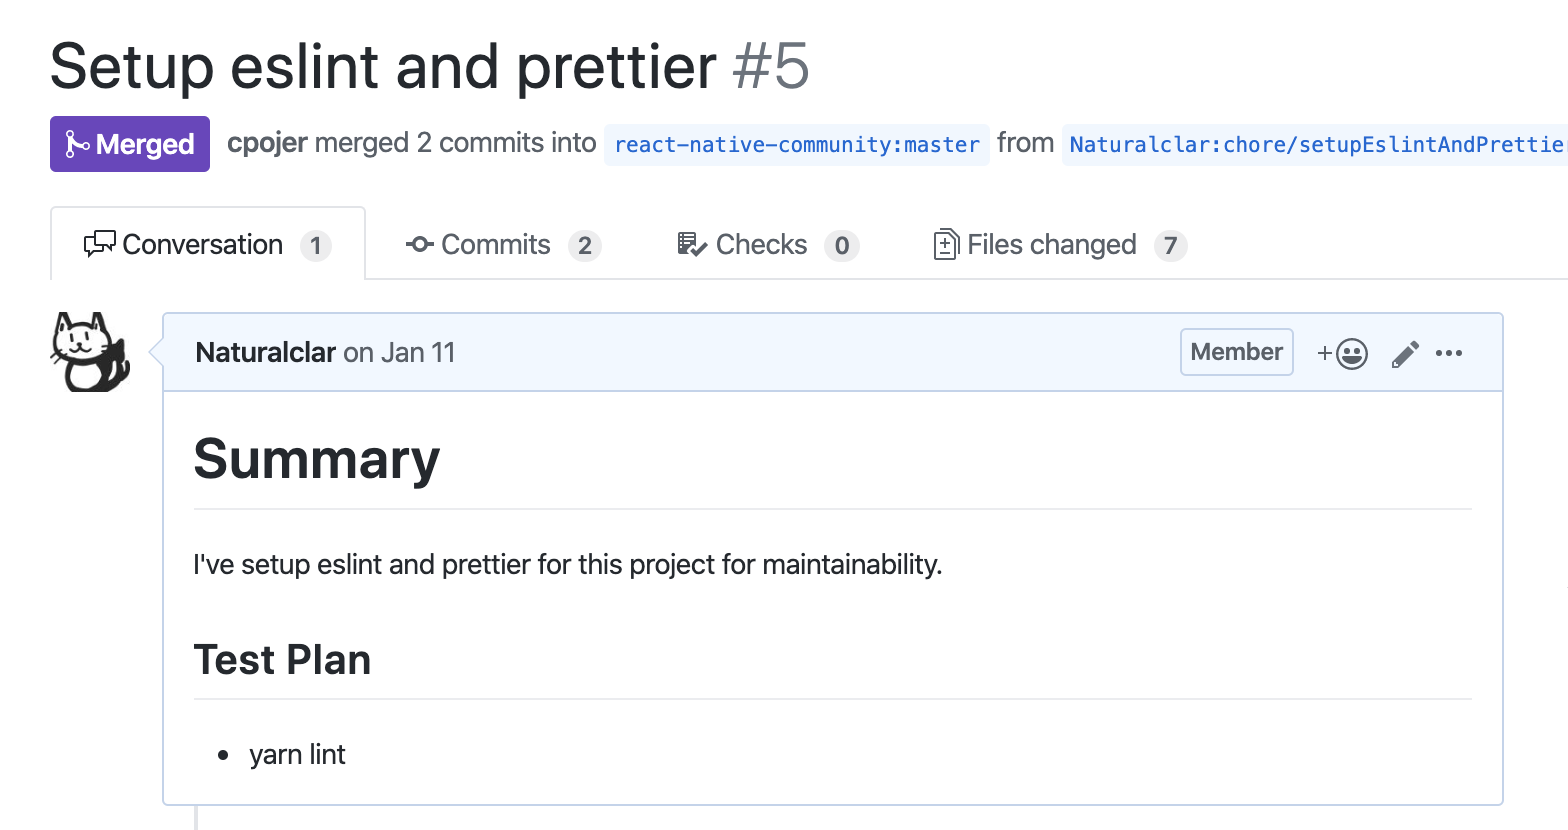 Setup eslint and prettier #5
Merged cpojer merged 2 commits into react-native-community:master from Naturalclar:chore/setupEslintAndPrettier
Conversation 1 Commits 2 Checks 0 Files changed 7
Naturalclar on Jan 11 Member
Summary
I've setup eslint and prettier for this project for maintainability.
Test Plan
• yarn lint